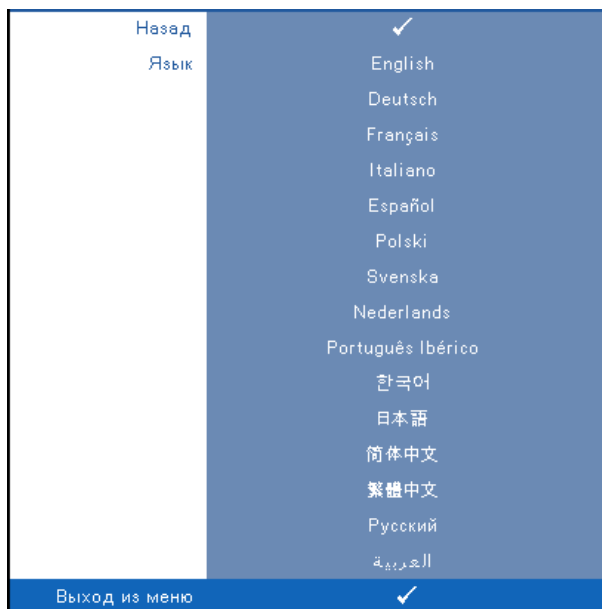 Назад ✓
Язык English
Deutsch
Français
Italiano
Español
Polski
Svenska
Nederlands
Português Ibérico
한국어
日本語
简体中文
繁體中文
Русский
العربية
Выход из меню ✓